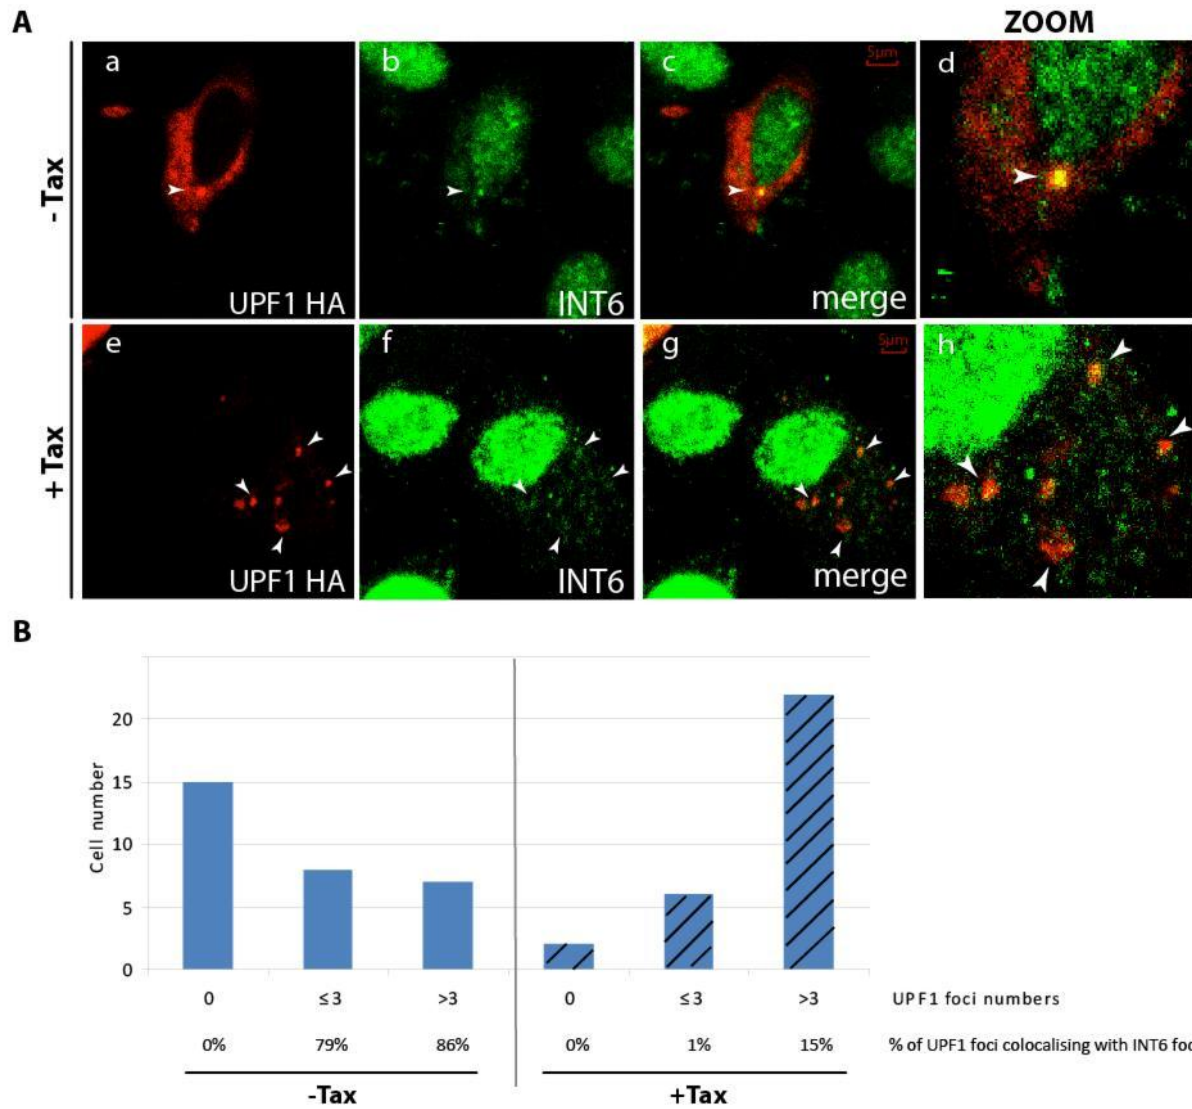 A
ZOOM
- Tax
a
b
c
5µm
d
UPF1 HA
INT6
merge
+ Tax
e
f
g
5µm
h
UPF1 HA
INT6
merge
B
Cell number
20
15
10
5
0
0 ≤3 >3 0 ≤3 >3 UPF1 foci numbers
0% 79% 86% 0% 1% 15% % of UPF1 foci colocalising with INT6 foc
-Tax +Tax